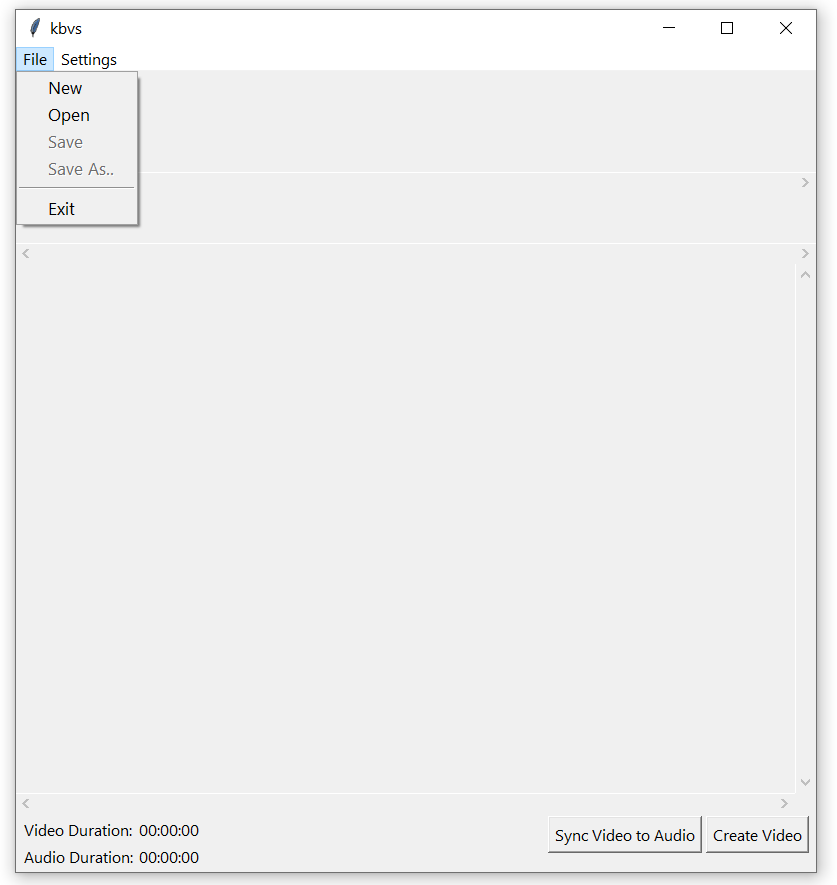 kbvs
File Settings
New
Open
Save
Save As..
Exit
Video Duration: 00:00:00
Sync Video to Audio Create Video
Audio Duration: 00:00:00